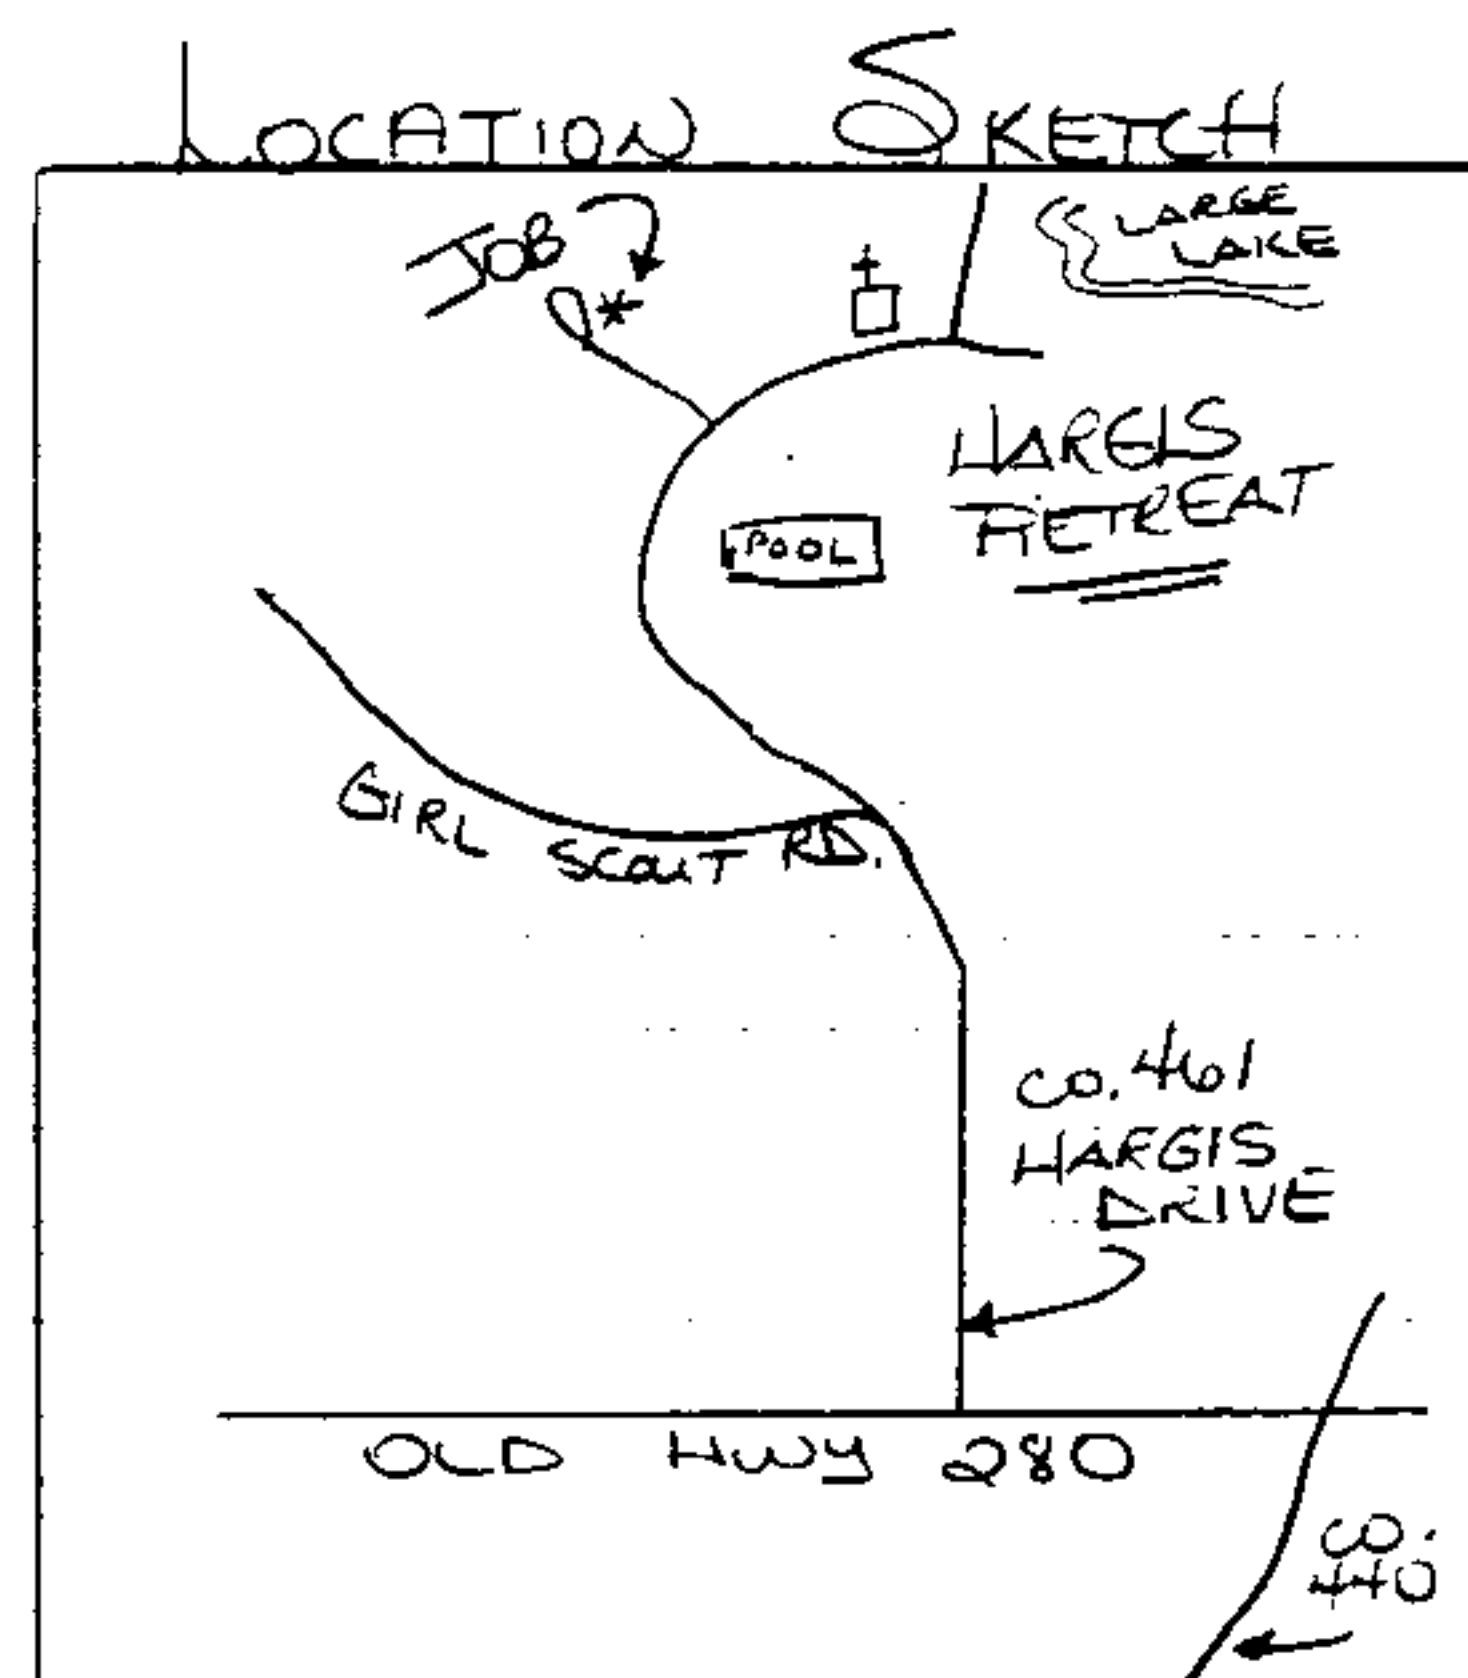 LOCATION SKETCH
JOB
LARGE
LAKE
HARGIS
RETREAT
POOL
GIRL SCOUT RD.
CO. 461
HARGIS
DRIVE
OLD HWY 280
CO.
440